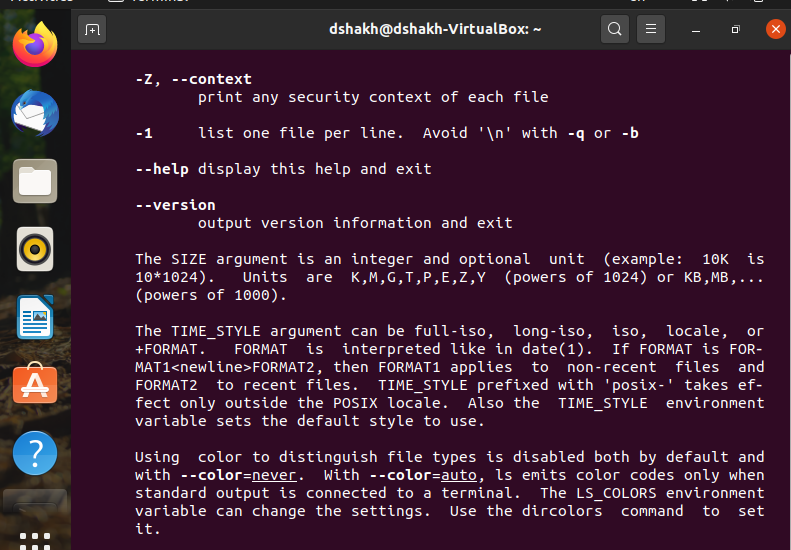 dshakh@dshakh-VirtualBox: ~
-Z, --context
print any security context of each file
-1 list one file per line. Avoid '\n' with -q or -b
--help display this help and exit
--version
output version information and exit
The SIZE argument is an integer and optional unit (example: 10K is
10*1024). Units are K,M,G,T,P,E,Z,Y (powers of 1024) or KB,MB,...
(powers of 1000).
The TIME_STYLE argument can be full-iso, long-iso, iso, locale, or
+FORMAT. FORMAT is interpreted like in date(1). If FORMAT is FOR-
MAT1<newline>FORMAT2, then FORMAT1 applies to non-recent files and
FORMAT2 to recent files. TIME_STYLE prefixed with 'posix-' takes ef-
fect only outside the POSIX locale. Also the TIME_STYLE environment
variable sets the default style to use.
Using color to distinguish file types is disabled both by default and
with --color=never. With --color=auto, ls emits color codes only when
standard output is connected to a terminal. The LS_COLORS environment
variable can change the settings. Use the dircolors command to set
it.